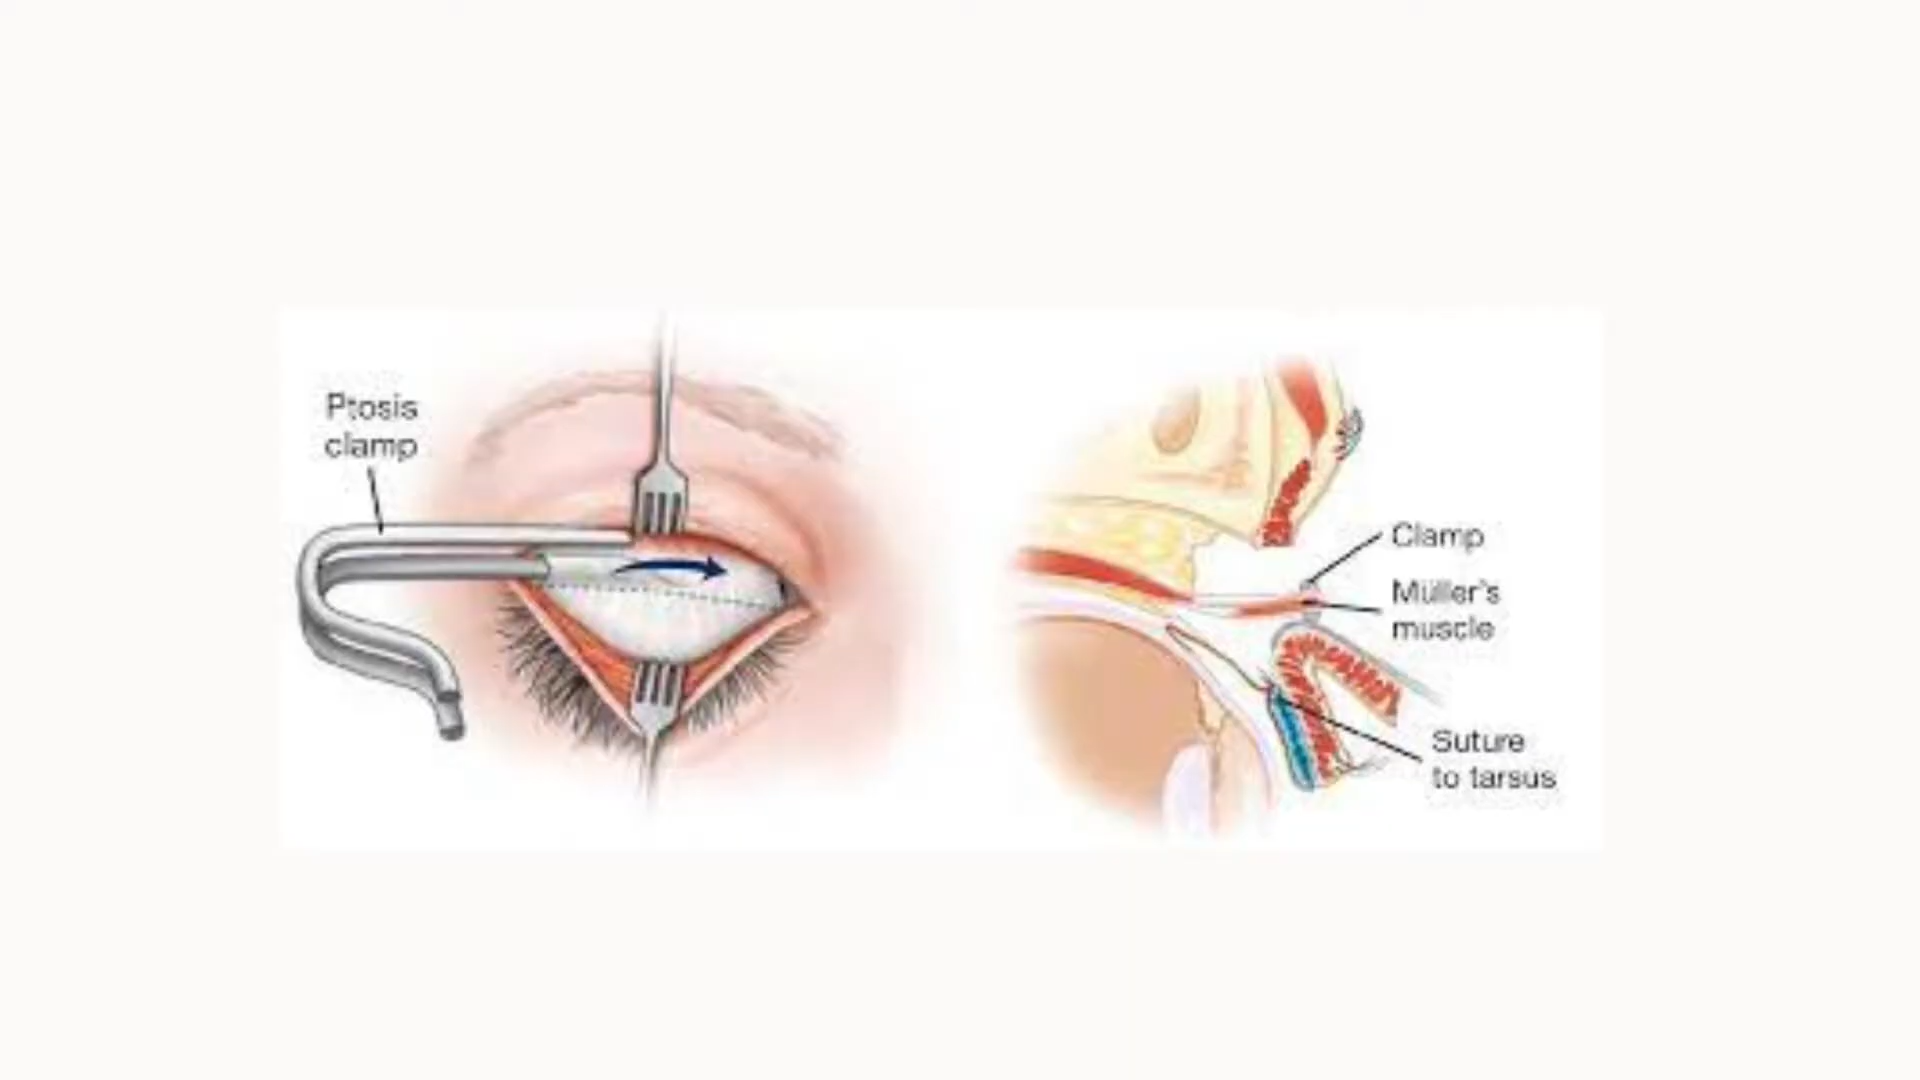 Ptosis
clamp
Clamp
Müller's
muscle
Suture
to tarsus